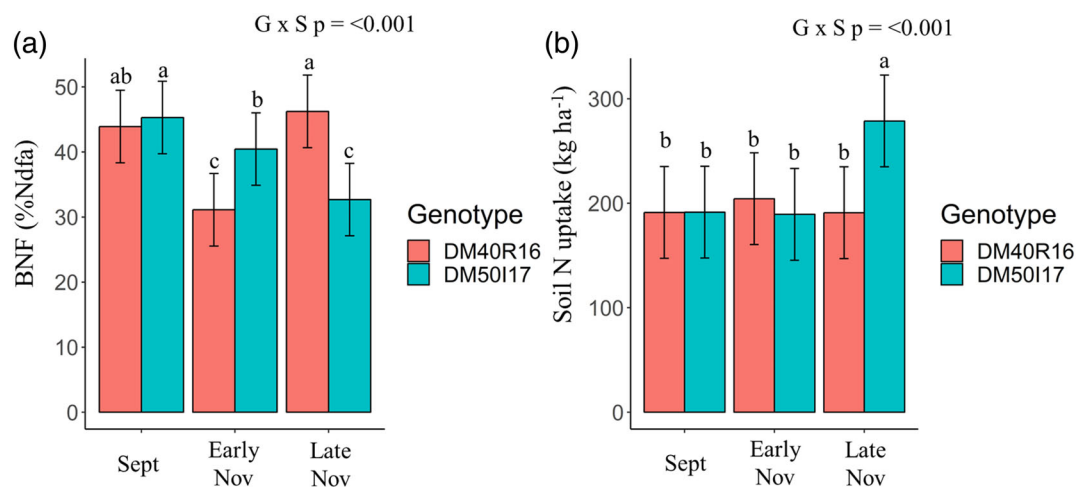 (a)
G x S p = <0.001
BNF (%Ndfa)
50
40
30
20
10
0
ab
a
c
b
a
c
Sept
Early
Nov
Late
Nov
Genotype
DM40R16
DM50I17
(b)
G x S p = <0.001
Soil N uptake (kg ha⁻¹)
300
200
100
0
b
b
b
b
b
a
Sept
Early
Nov
Late
Nov
Genotype
DM40R16
DM50I17